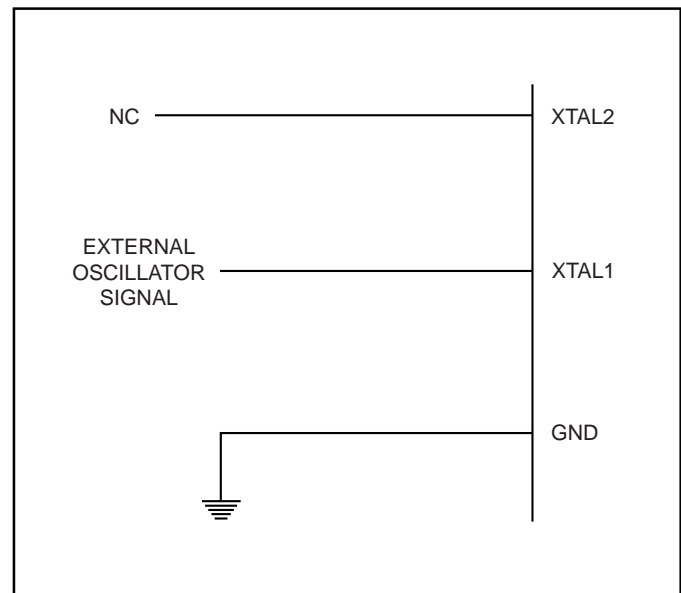 NC
XTAL2
EXTERNAL
OSCILLATOR
SIGNAL
XTAL1
GND